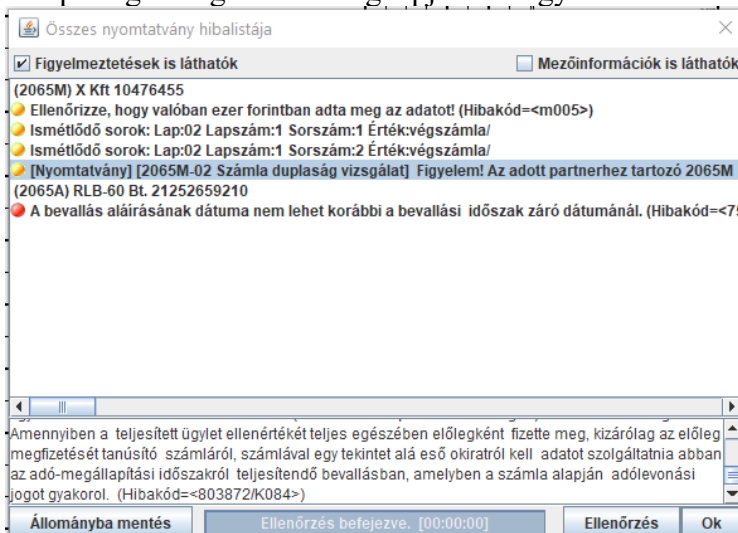 Összes nyomtatvány hibalistája
Figyelmeztetések is láthatók Mezőinformációk is láthatók
(2065M) X Kft 10476455
Ellenőrizze, hogy valóban ezer forintban adta meg az adatot! (Hibakód=<m005>)
Ismétlődő sorok: Lap:02 Lapszám:1 Sorszám:1 Érték:végszámla/
Ismétlődő sorok: Lap:02 Lapszám:1 Sorszám:2 Érték:végszámla/
[Nyomtatvány] [2065M-02 Számla duplaság vizsgálat] Figyelem! Az adott partnerhez tartozó 2065M
(2065A) RLB-60 Bt. 21252659210
A bevallás aláírásának dátuma nem lehet korábbi a bevallási időszak záró dátumánál. (Hibakód=<75
Amennyiben a teljesített ügylet ellenértékét teljes egészében előlegként fizette meg, kizárólag az előleg
megfizetését tanúsító számláról, számlával egy tekintet alá eső okiratról kell adatot szolgáltatnia abban
az adó-megállapítási időszakról teljesítendő bevallásban, amelyben a számla alapján adólevonási
jogot gyakorol. (Hibakód=<803872/K084>)
Állományba mentés Ellenőrzés befejezve. [00:00:00] Ellenőrzés Ok